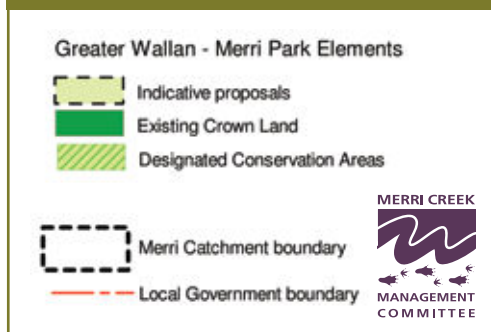 Greater Wallan - Merri Park Elements
Indicative proposals
Existing Crown Land
Designated Conservation Areas
Merri Catchment boundary
Local Government boundary
MERRI CREEK
MANAGEMENT
COMMITTEE